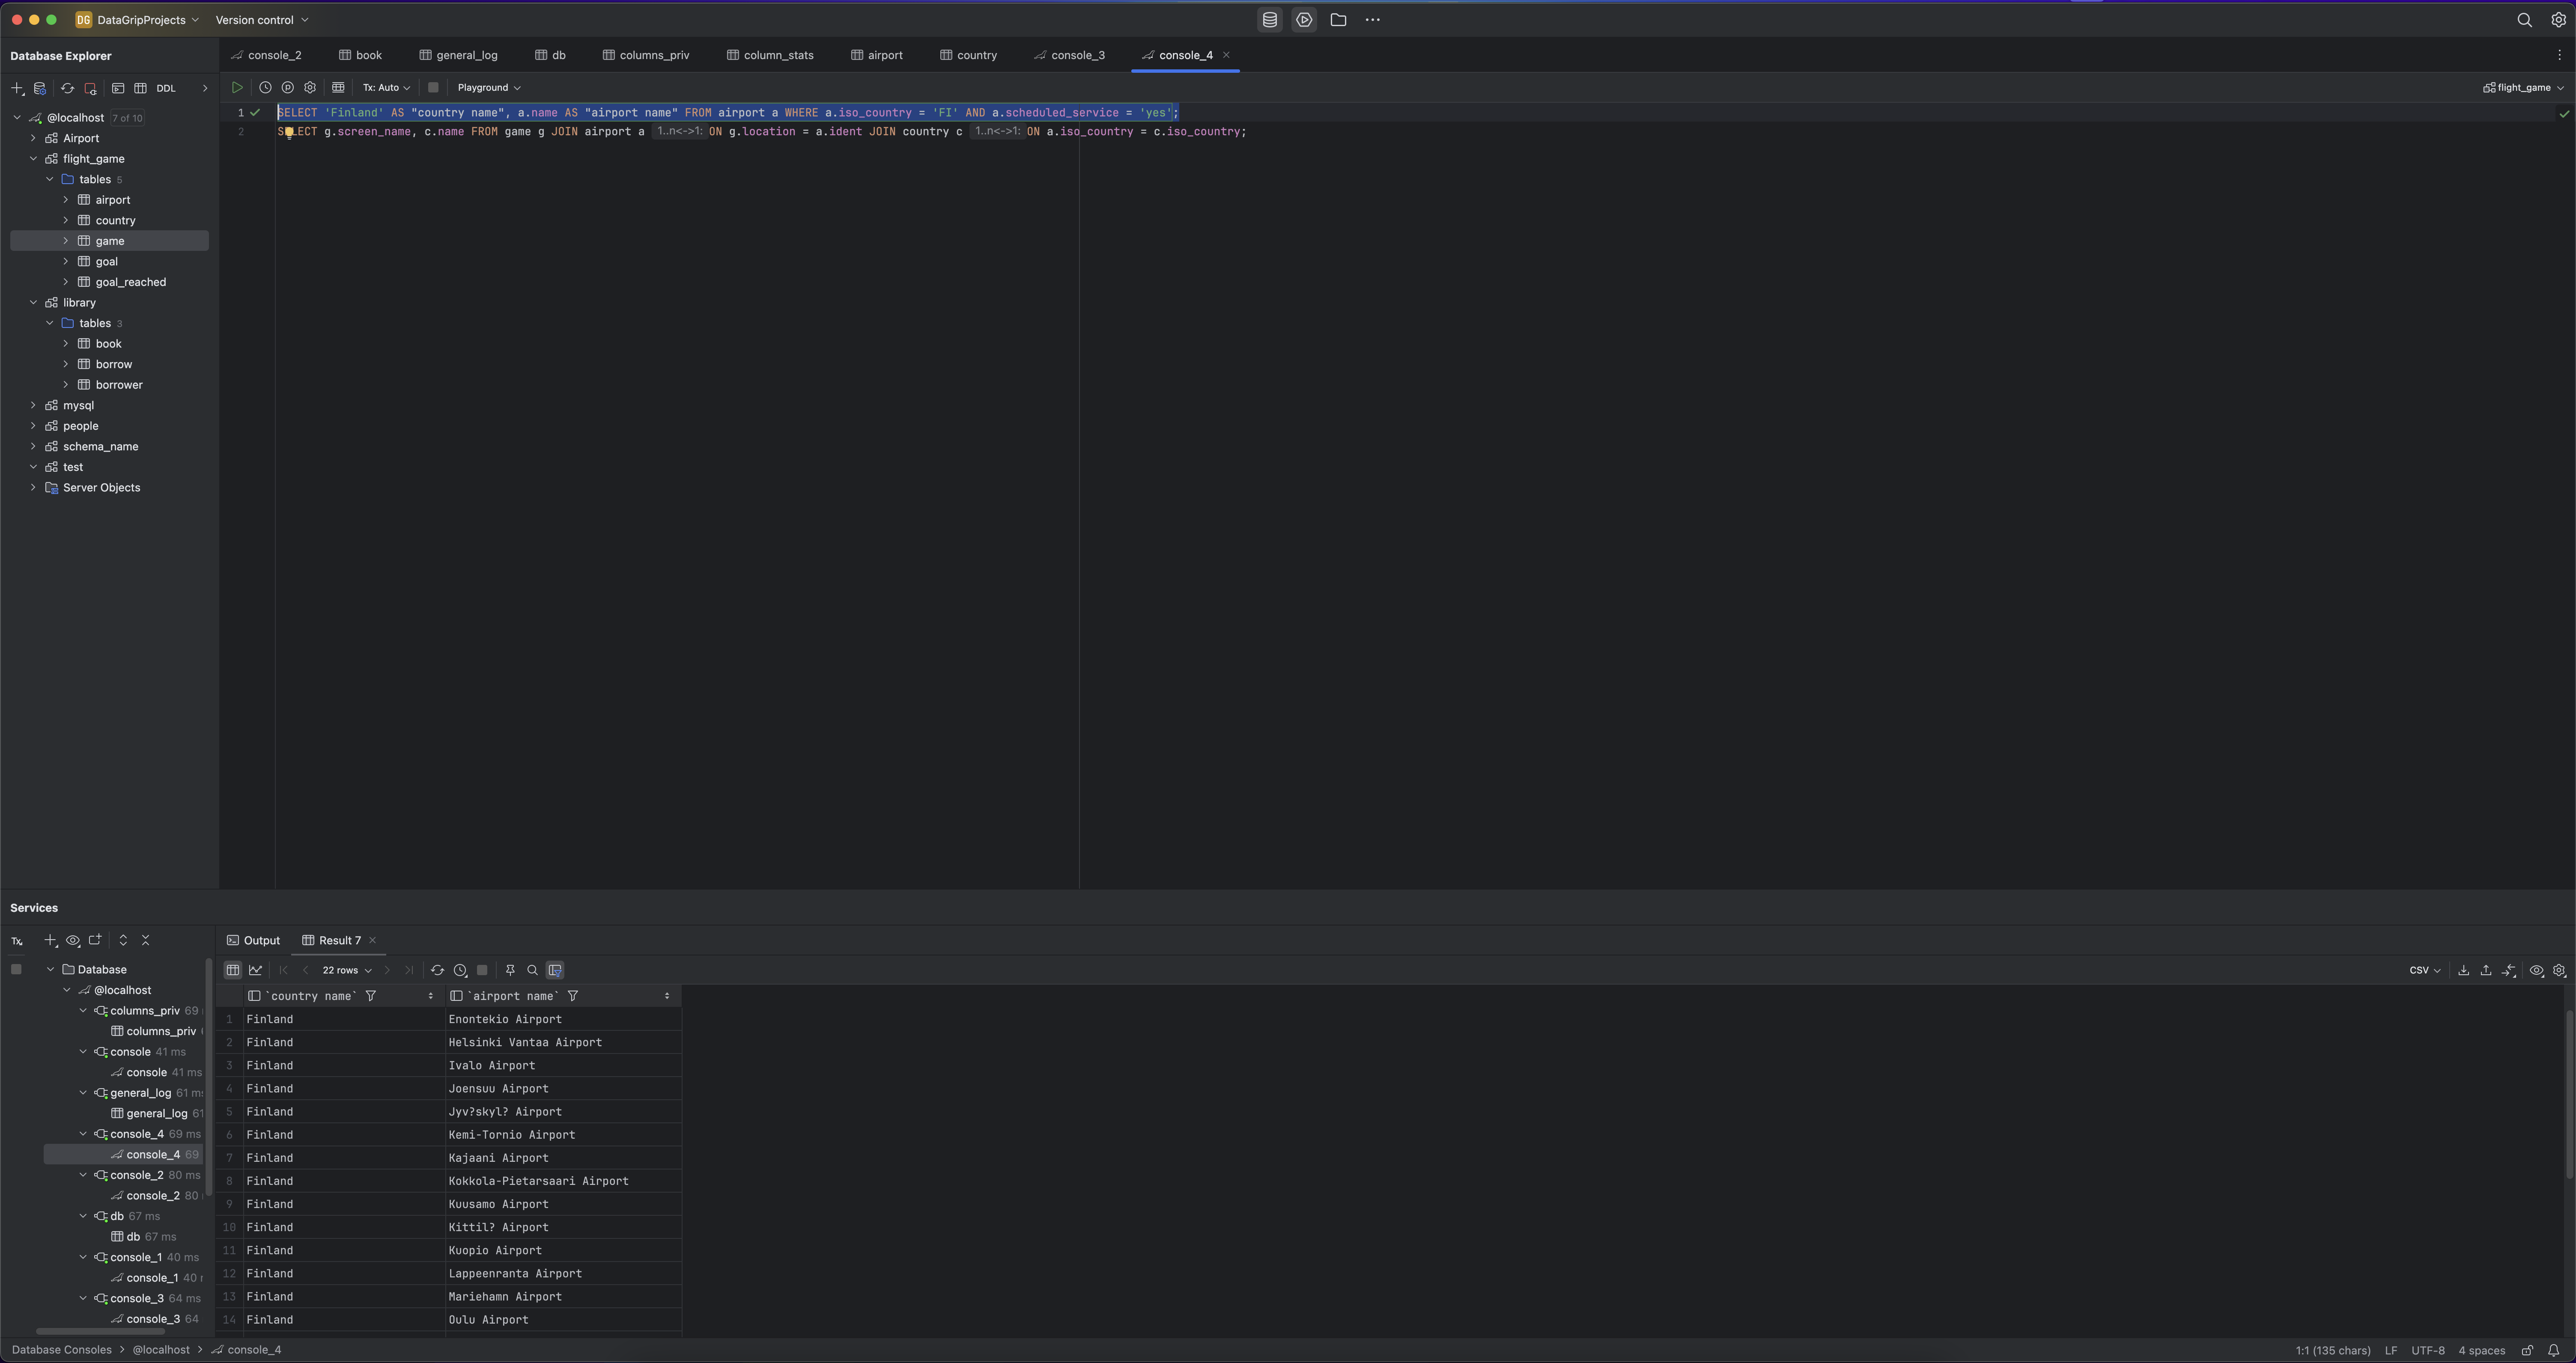 DG DataGripProjects Version control
Database Explorer
DDL
@localhost 7 of 10
Airport
flight_game
tables 5
airport
country
game
goal
goal_reached
library
tables 3
book
borrow
borrower
mysql
people
schema_name
test
Server Objects
console_2 book general_log db columns_priv column_stats airport country console_3 console_4
Tx: Auto Playground flight_game
1 SELECT 'Finland' AS "country name", a.name AS "airport name" FROM airport a WHERE a.iso_country = 'FI' AND a.scheduled_service = 'yes';
2 SELECT g.screen_name, c.name FROM game g JOIN airport a 1..n<->1: ON g.location = a.ident JOIN country c 1..n<->1: ON a.iso_country = c.iso_country;
Services
Tx
Database
@localhost
columns_priv 69
columns_priv
console 41 ms
console 41 ms
general_log 61 ms
general_log 61
console_4 69 ms
console_4 69
console_2 80 ms
console_2 80
db 67 ms
db 67 ms
console_1 40 ms
console_1 40
console_3 64 ms
console_3 64
Output Result 7
22 rows CSV
`country name` `airport name`
1 Finland Enontekio Airport
2 Finland Helsinki Vantaa Airport
3 Finland Ivalo Airport
4 Finland Joensuu Airport
5 Finland Jyv?skyl? Airport
6 Finland Kemi-Tornio Airport
7 Finland Kajaani Airport
8 Finland Kokkola-Pietarsaari Airport
9 Finland Kuusamo Airport
10 Finland Kittil? Airport
11 Finland Kuopio Airport
12 Finland Lappeenranta Airport
13 Finland Mariehamn Airport
14 Finland Oulu Airport
Database Consoles > @localhost > console_4
1:1 (135 chars) LF UTF-8 4 spaces